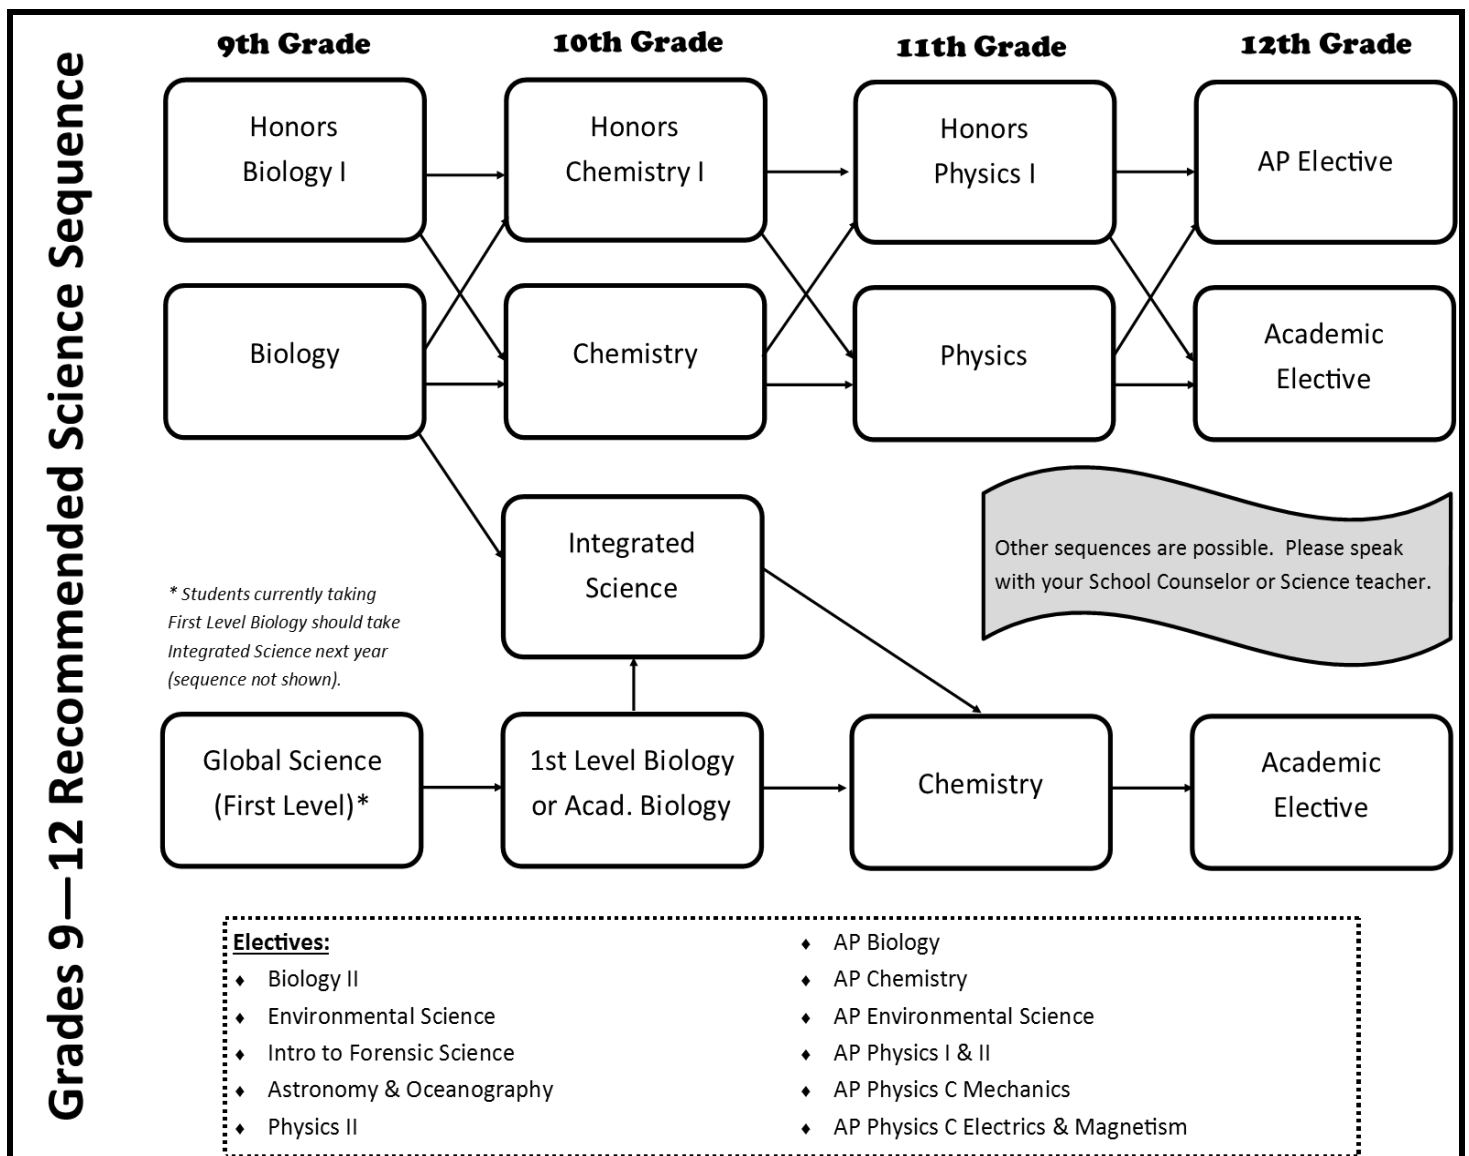 Grades 9—12 Recommended Science Sequence
9th Grade
10th Grade
11th Grade
12th Grade
Honors
Biology I
Honors
Chemistry I
Honors
Physics I
AP Elective
Biology
Chemistry
Physics
Academic
Elective
Integrated
Science
Other sequences are possible.  Please speak
with your School Counselor or Science teacher.
* Students currently taking
First Level Biology should take
Integrated Science next year
(sequence not shown).
Global Science
(First Level)*
1st Level Biology
or Acad. Biology
Chemistry
Academic
Elective
Electives:
♦ Biology II
♦ Environmental Science
♦ Intro to Forensic Science
♦ Astronomy & Oceanography
♦ Physics II
♦ AP Biology
♦ AP Chemistry
♦ AP Environmental Science
♦ AP Physics I & II
♦ AP Physics C Mechanics
♦ AP Physics C Electrics & Magnetism